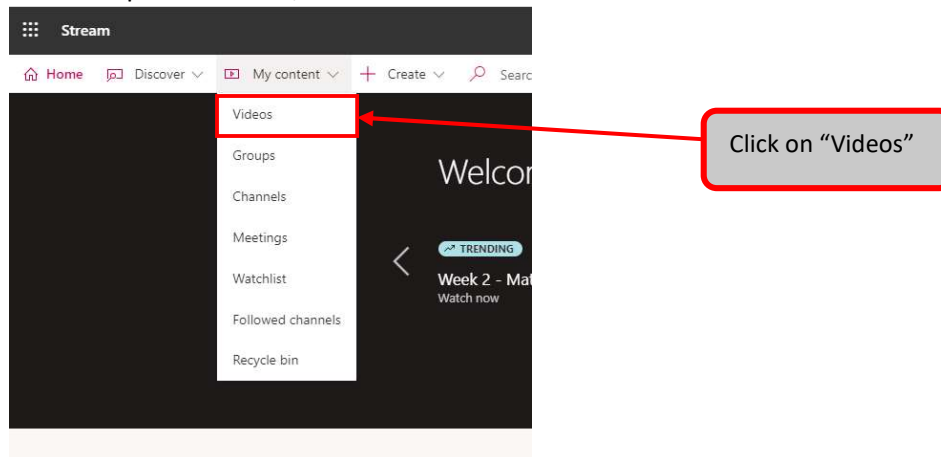 Stream
Home Discover My content Create Searc
Videos
Groups
Channels
Meetings
Watchlist
Followed channels
Recycle bin
Welcor
TRENDING
Week 2 - Mat
Watch now
Click on “Videos”